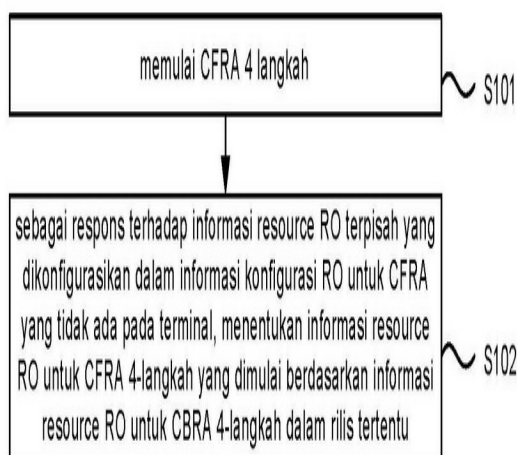 memulai CFRA 4 langkah
S101
sebagai respons terhadap informasi resource RO terpisah yang
dikonfigurasikan dalam informasi konfigurasi RO untuk CFRA
yang tidak ada pada terminal, menentukan informasi resource
RO untuk CFRA 4-langkah yang dimulai berdasarkan informasi
resource RO untuk CBRA 4-langkah dalam rilis tertentu
S102